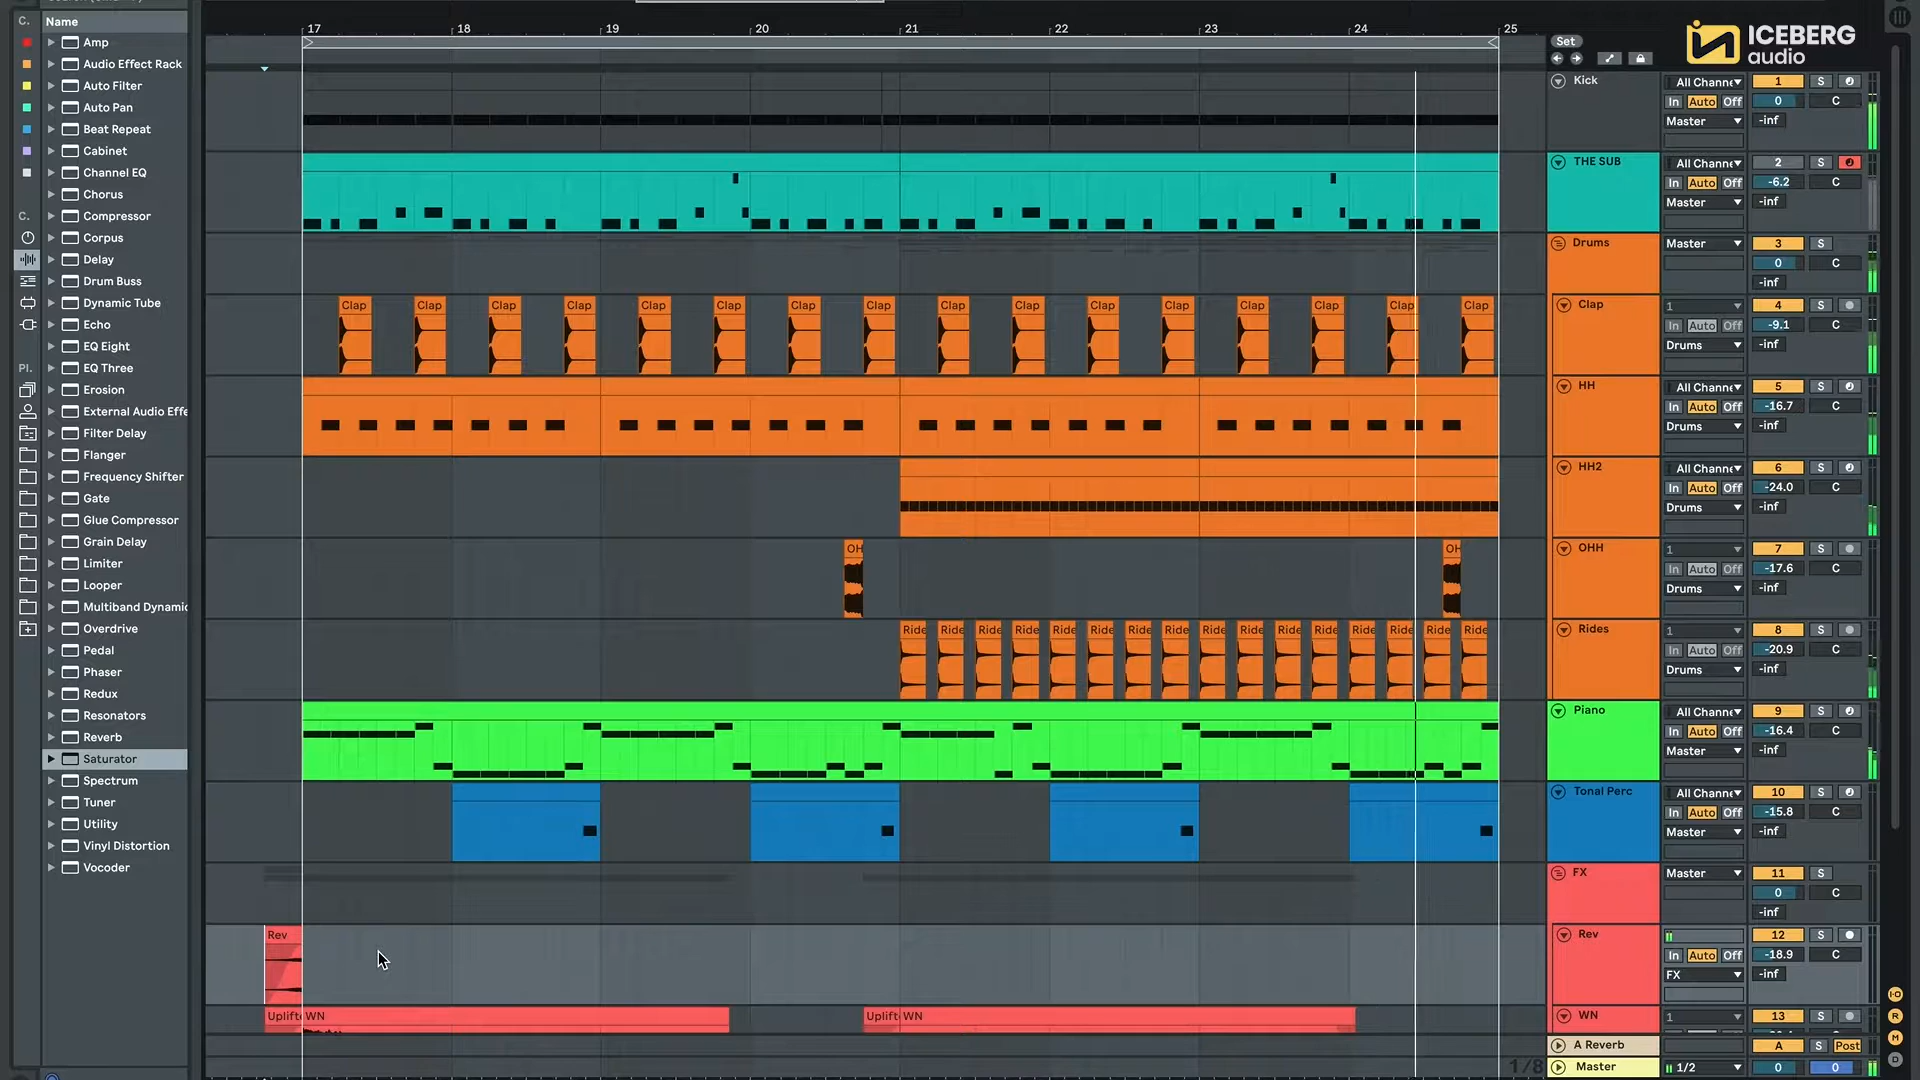 C. Name
Amp
Audio Effect Rack
Auto Filter
Auto Pan
Beat Repeat
Cabinet
Channel EQ
Chorus
C. Compressor
Corpus
Delay
Drum Buss
Dynamic Tube
Echo
EQ Eight
Pl. EQ Three
Erosion
External Audio Effe
Filter Delay
Flanger
Frequency Shifter
Gate
Glue Compressor
Grain Delay
Limiter
Looper
Multiband Dynamic
Overdrive
Pedal
Phaser
Redux
Resonators
Reverb
Saturator
Spectrum
Tuner
Utility
Vinyl Distortion
Vocoder
17 18 19 20 21 22 23 24 25
Clap Clap Clap Clap Clap Clap Clap Clap Clap Clap Clap Clap Clap Clap Clap Clap
OH OH
Ride Ride Ride Ride Ride Ride Ride Ride Ride Ride Ride Ride Ride Ride Ride Ride
Rev
Uplift WN Uplift WN
1/8
ICEBERG
audio
Set
Kick All Channe 1 S
In Auto Off 0 C
Master -inf
THE SUB All Channe 2 S
In Auto Off -6.2 C
Master -inf
Drums Master 3 S
0 C
-inf
Clap 1 4 S
In Auto Off -9.1 C
Drums -inf
HH All Channe 5 S
In Auto Off -16.7 C
Drums -inf
HH2 All Channe 6 S
In Auto Off -24.0 C
Drums -inf
OHH 1 7 S
In Auto Off -17.6 C
Drums -inf
Rides 1 8 S
In Auto Off -20.9 C
Drums -inf
Piano All Channe 9 S
In Auto Off -16.4 C
Master -inf
Tonal Perc All Channe 10 S
In Auto Off -15.8 C
Master -inf
FX Master 11 S
0 C
-inf
Rev 12 S
In Auto Off -18.9 C
FX -inf
WN 1 13 S
A Reverb A S Post
Master 1/2 0 0
I·O
R
M
D